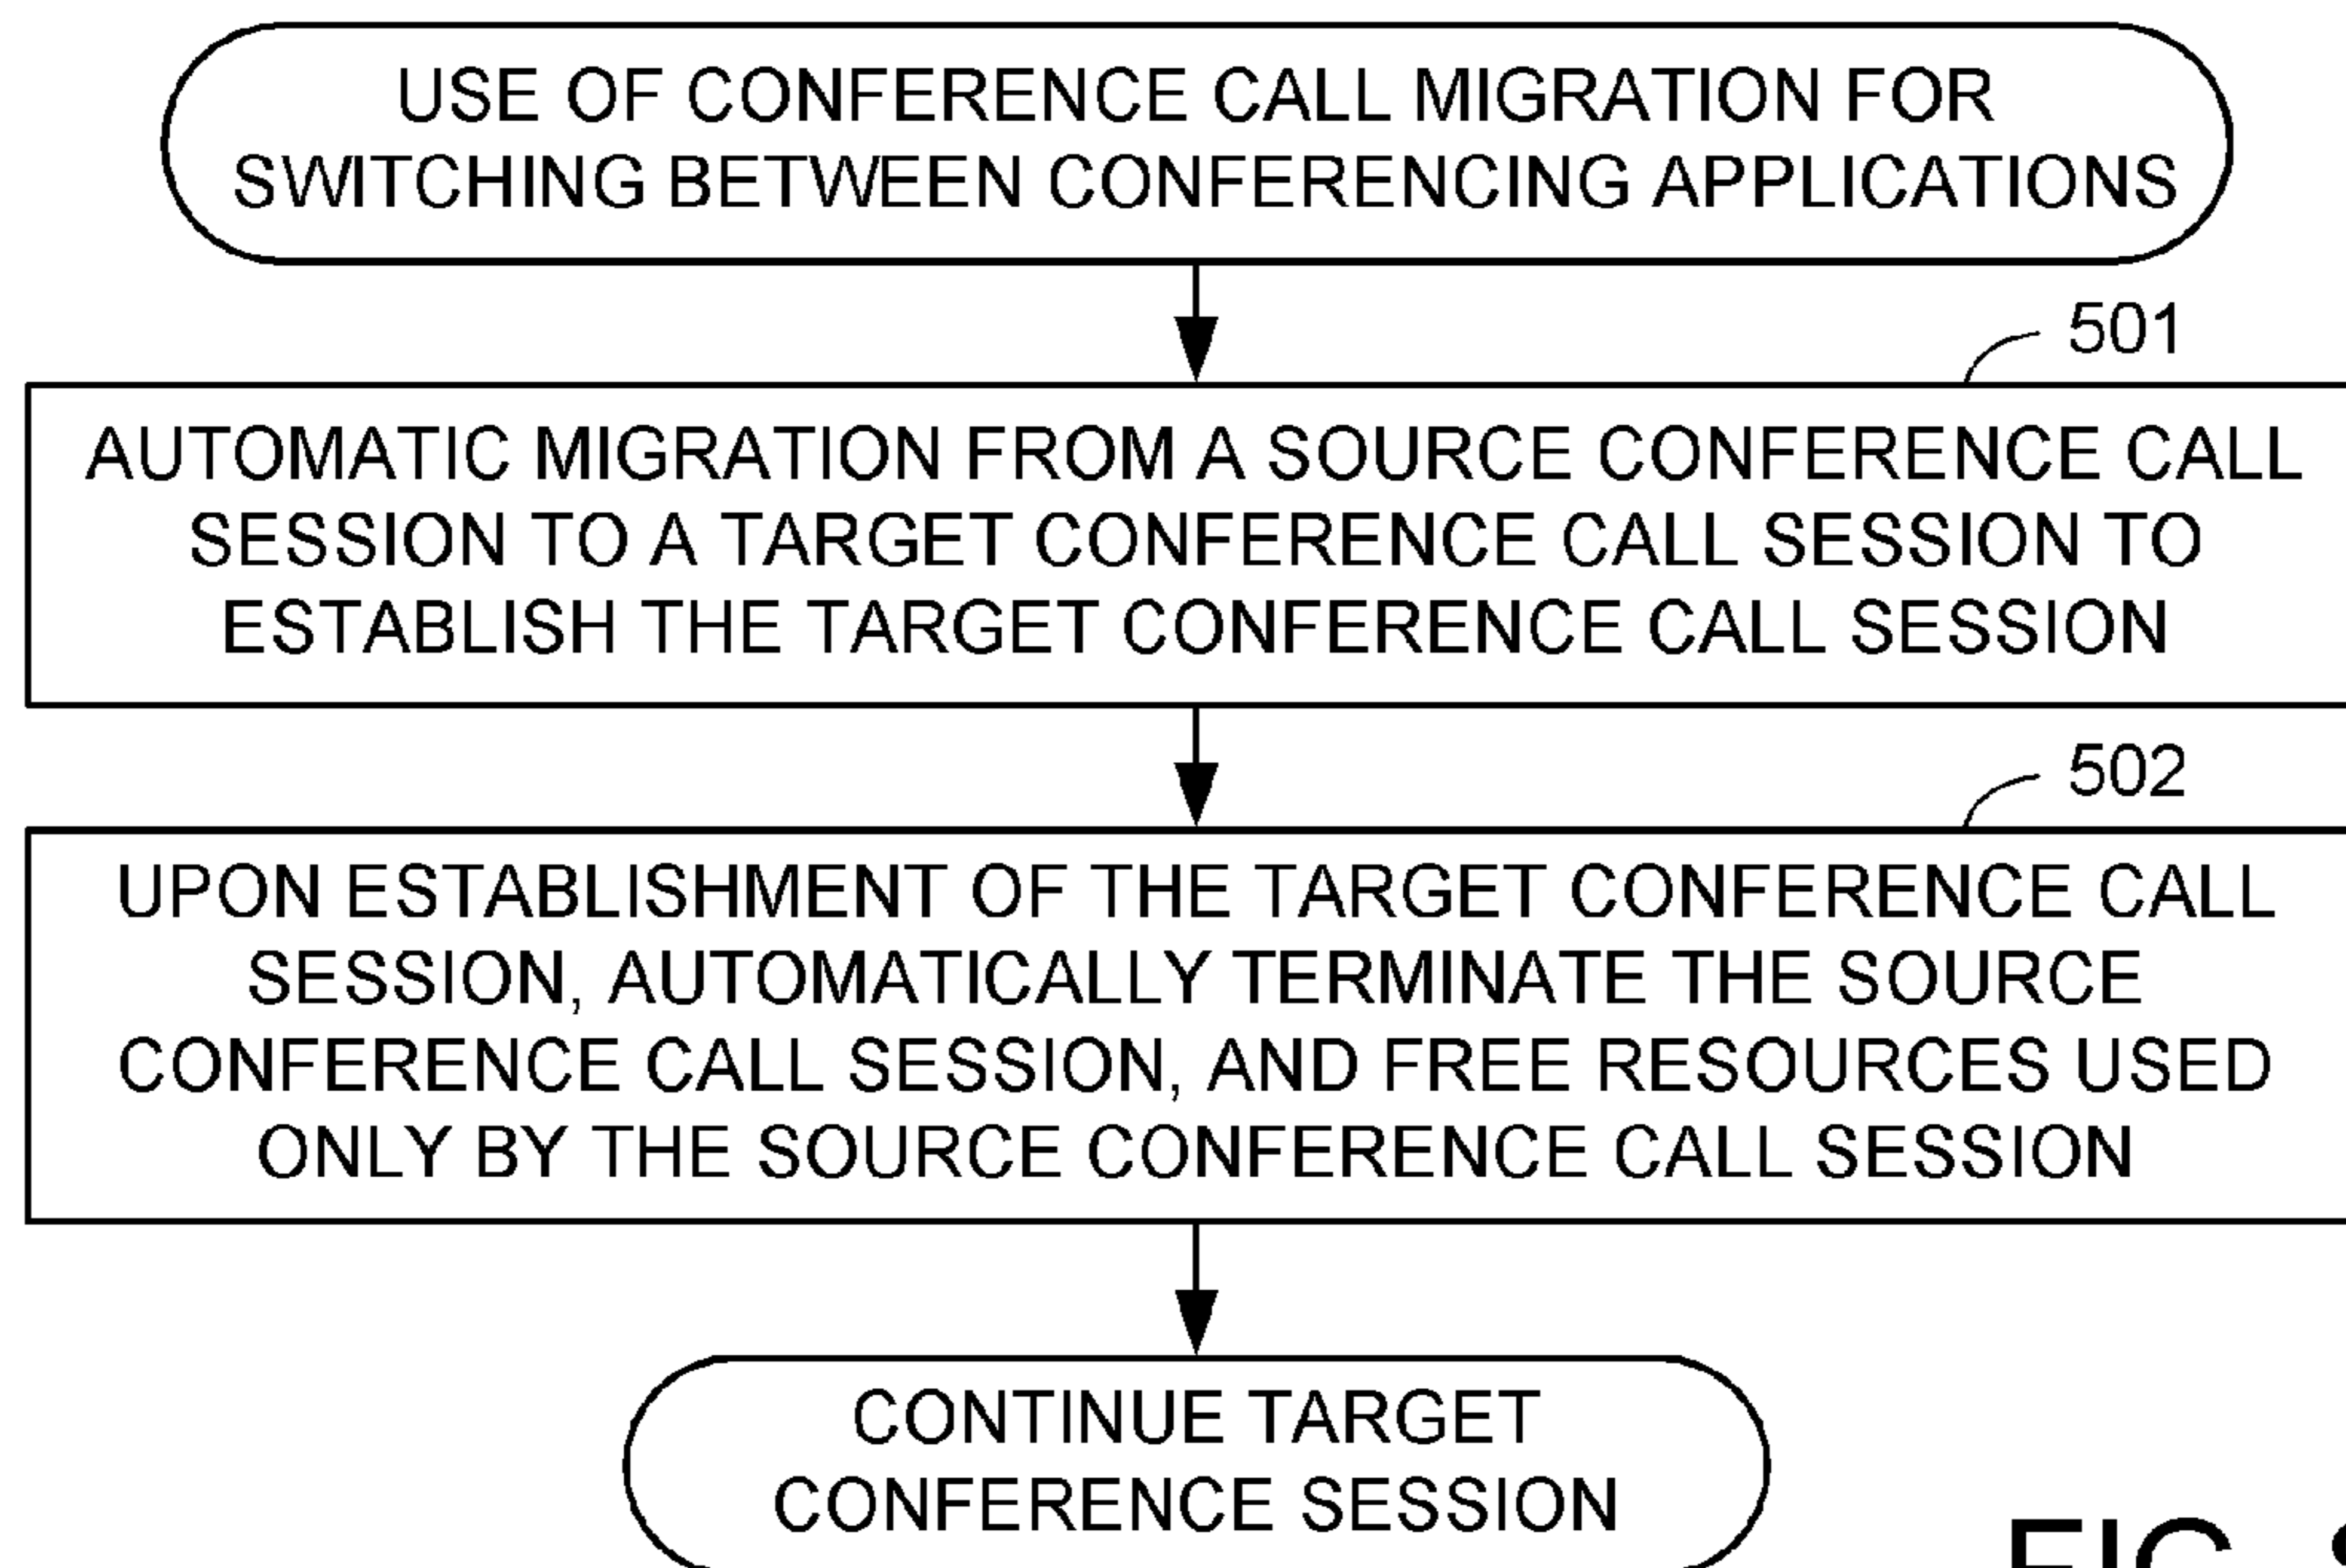 USE OF CONFERENCE CALL MIGRATION FOR
SWITCHING BETWEEN CONFERENCING APPLICATIONS
501
AUTOMATIC MIGRATION FROM A SOURCE CONFERENCE CALL
SESSION TO A TARGET CONFERENCE CALL SESSION TO
ESTABLISH THE TARGET CONFERENCE CALL SESSION
502
UPON ESTABLISHMENT OF THE TARGET CONFERENCE CALL
SESSION, AUTOMATICALLY TERMINATE THE SOURCE
CONFERENCE CALL SESSION, AND FREE RESOURCES USED
ONLY BY THE SOURCE CONFERENCE CALL SESSION
CONTINUE TARGET
CONFERENCE SESSION
FIG.